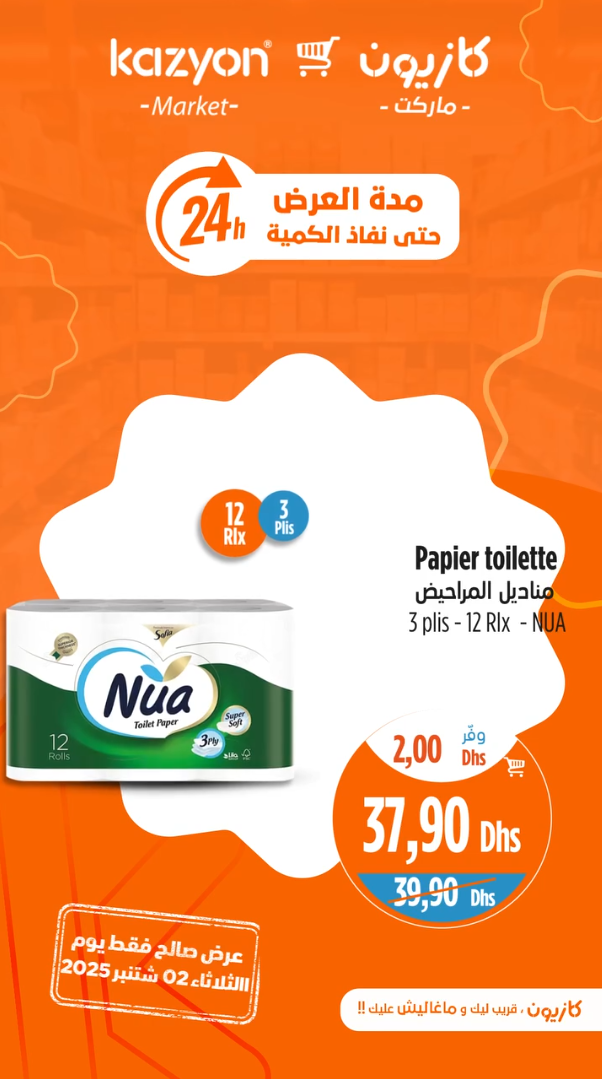 kazyon® كازيون
-Market- - ماركت -
24h
مدة العرض
حتى نفاذ الكمية
12
Rlx
3
Plis
Papier toilette
مناديل المراحيض
3 plis - 12 Rlx - NUA
Sofia
Nua
Toilet Paper
Super
Soft
3Ply
12
Rolls
وفّر
2,00 Dhs
37,90 Dhs
39,90 Dhs
عرض صالح فقط يوم
االثلاثاء 02 شتنبر 2025
كازيون ، قريب ليك و ماغاليش عليك !!